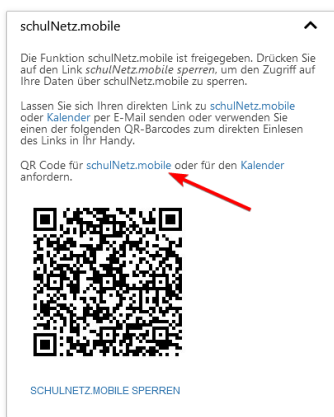 schulNetz.mobile
Die Funktion schulNetz.mobile ist freigegeben. Drücken Sie
auf den Link schulNetz.mobile sperren, um den Zugriff auf
Ihre Daten über schulNetz.mobile zu sperren.
Lassen Sie sich Ihren direkten Link zu schulNetz.mobile
oder Kalender per E-Mail senden oder verwenden Sie
einen der folgenden QR-Barcodes zum direkten Einlesen
des Links in Ihr Handy.
QR Code für schulNetz.mobile oder für den Kalender
anfordern.
SCHULNETZ.MOBILE SPERREN